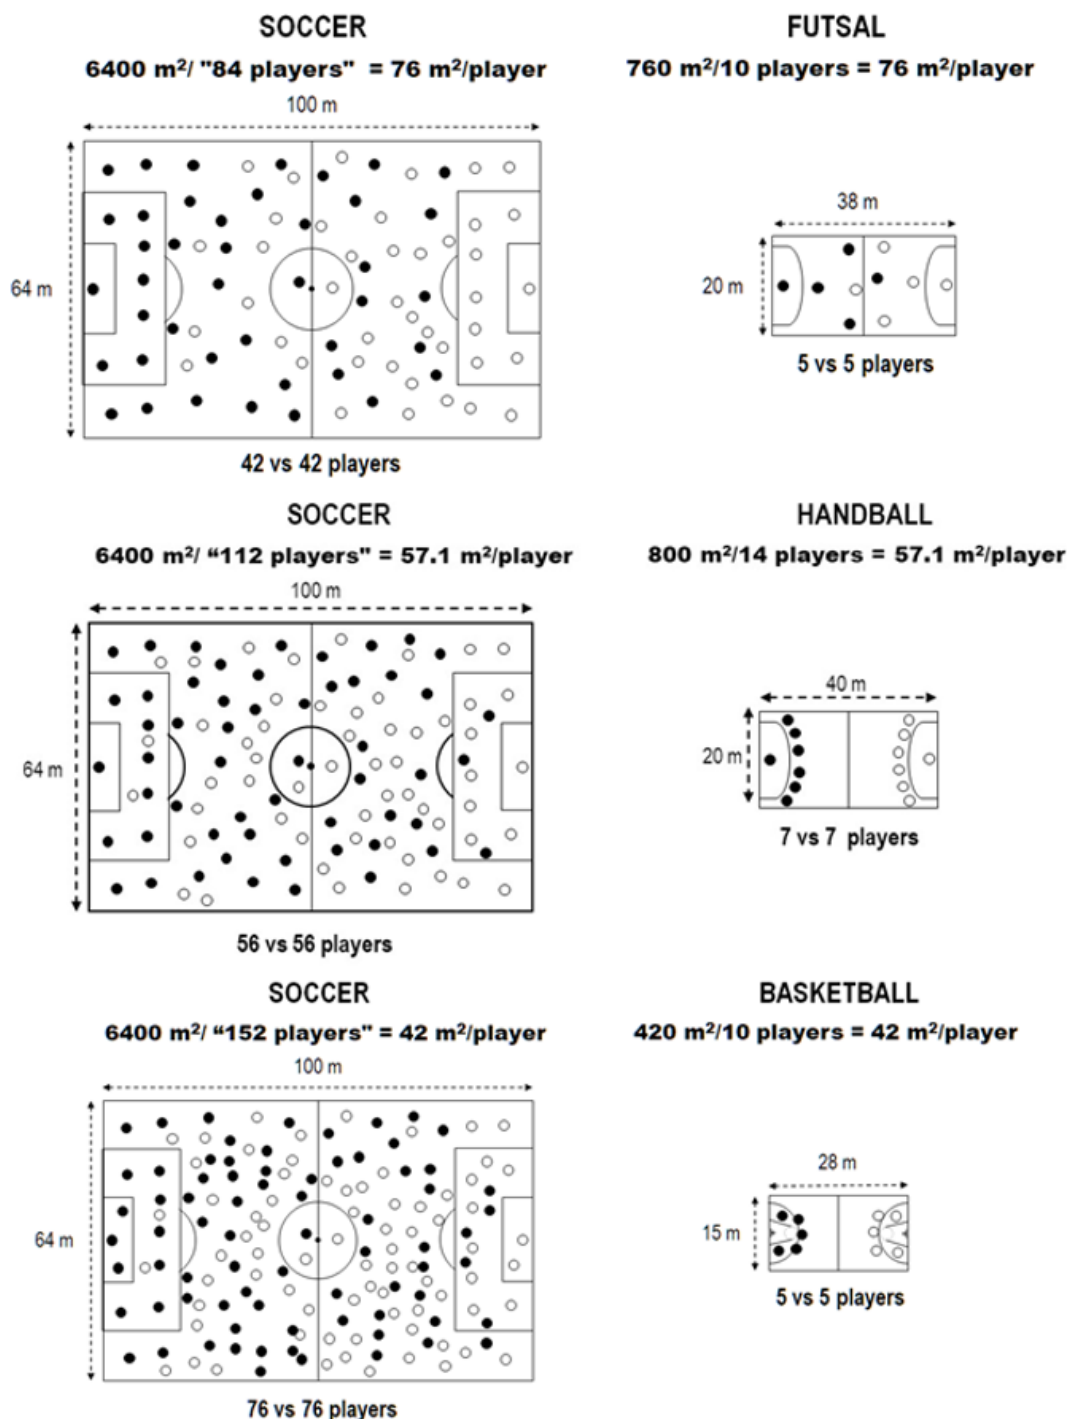 SOCCER
6400 m²/ "84 players" = 76 m²/player
100 m
64 m
42 vs 42 players
FUTSAL
760 m²/10 players = 76 m²/player
38 m
20 m
5 vs 5 players
SOCCER
6400 m²/ “112 players" = 57.1 m²/player
100 m
64 m
56 vs 56 players
HANDBALL
800 m²/14 players = 57.1 m²/player
40 m
20 m
7 vs 7 players
SOCCER
6400 m²/ “152 players" = 42 m²/player
100 m
64 m
76 vs 76 players
BASKETBALL
420 m²/10 players = 42 m²/player
28 m
15 m
5 vs 5 players